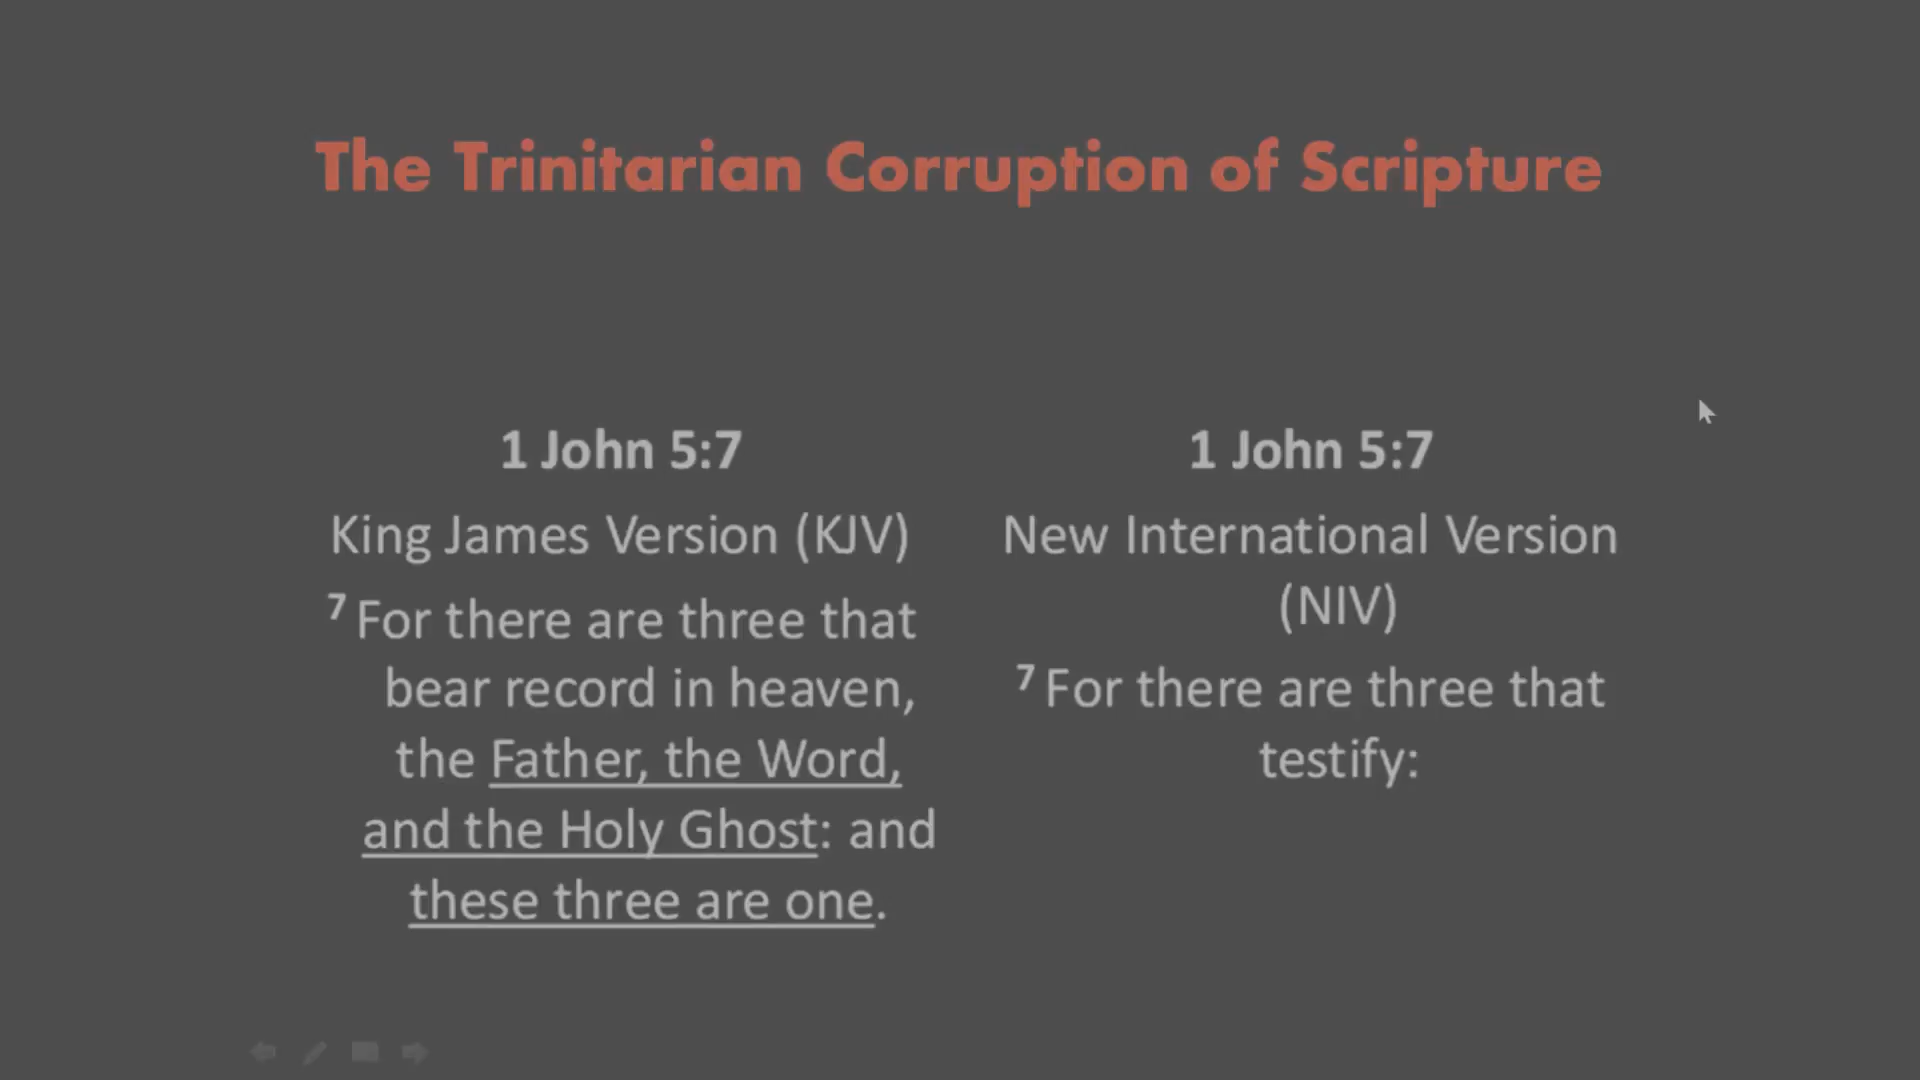 The Trinitarian Corruption of Scripture
1 John 5:7
King James Version (KJV)
7 For there are three that
bear record in heaven,
the Father, the Word,
and the Holy Ghost: and
these three are one.
1 John 5:7
New International Version
(NIV)
7 For there are three that
testify: